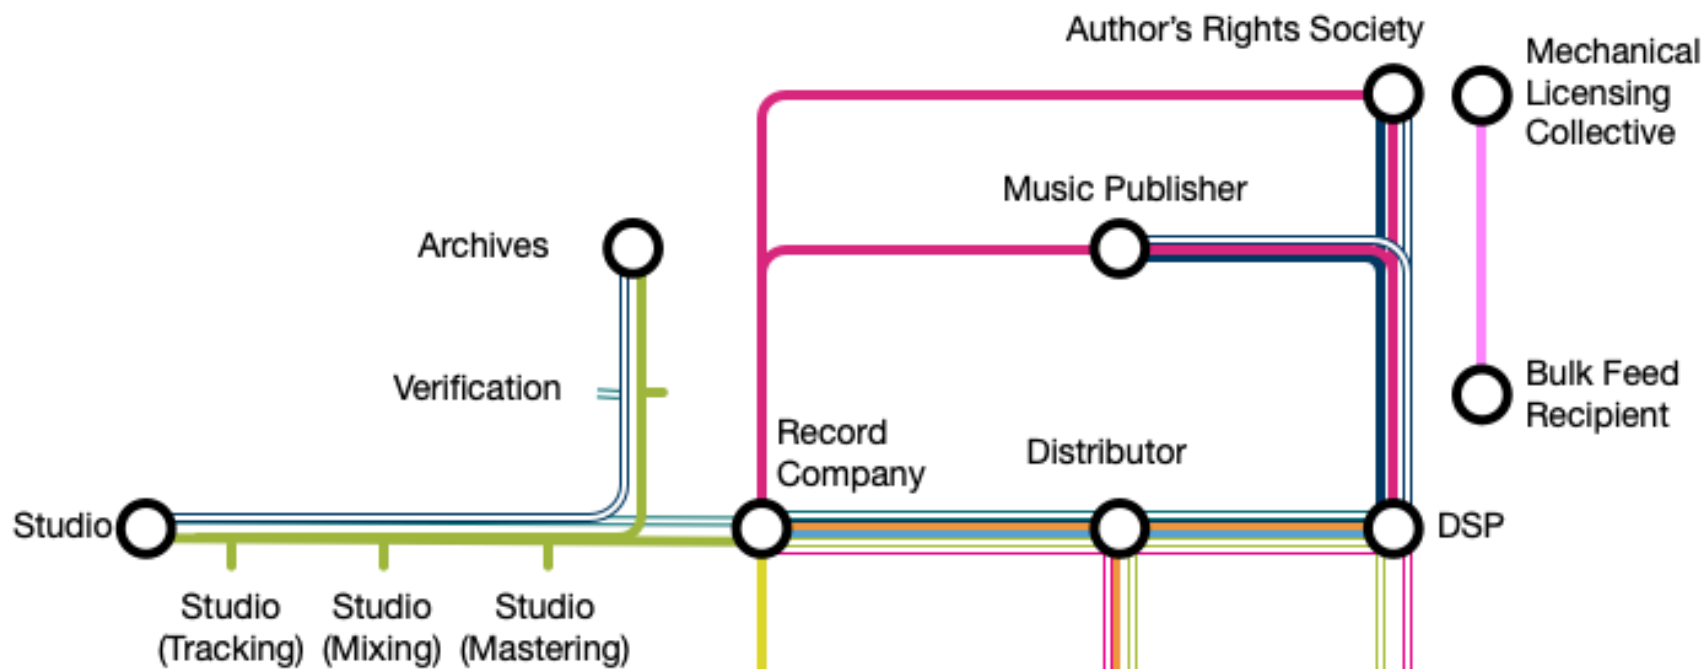 Author's Rights Society
Mechanical
Licensing
Collective
Music Publisher
Archives
Verification
Bulk Feed
Recipient
Record
Company
Distributor
Studio
DSP
Studio
(Tracking)
Studio
(Mixing)
Studio
(Mastering)